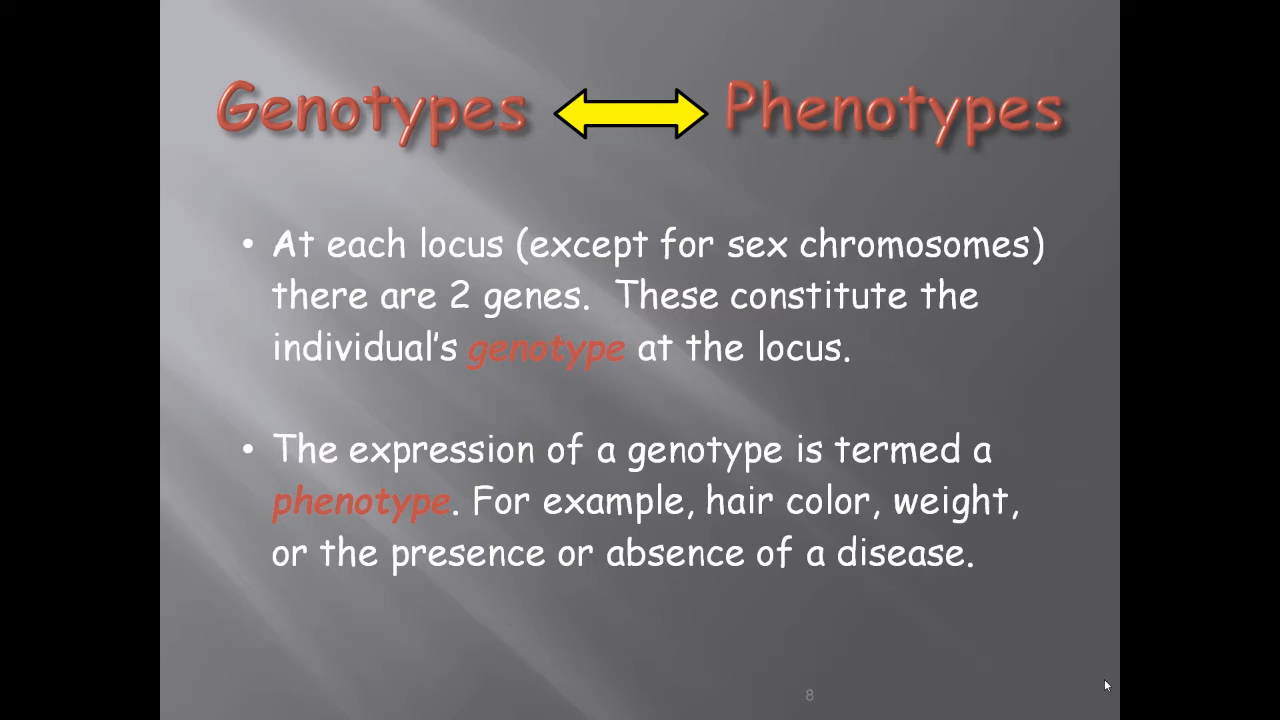 Genotypes Phenotypes
• At each locus (except for sex chromosomes)
there are 2 genes. These constitute the
individual's genotype at the locus.
• The expression of a genotype is termed a
phenotype. For example, hair color, weight,
or the presence or absence of a disease.
8